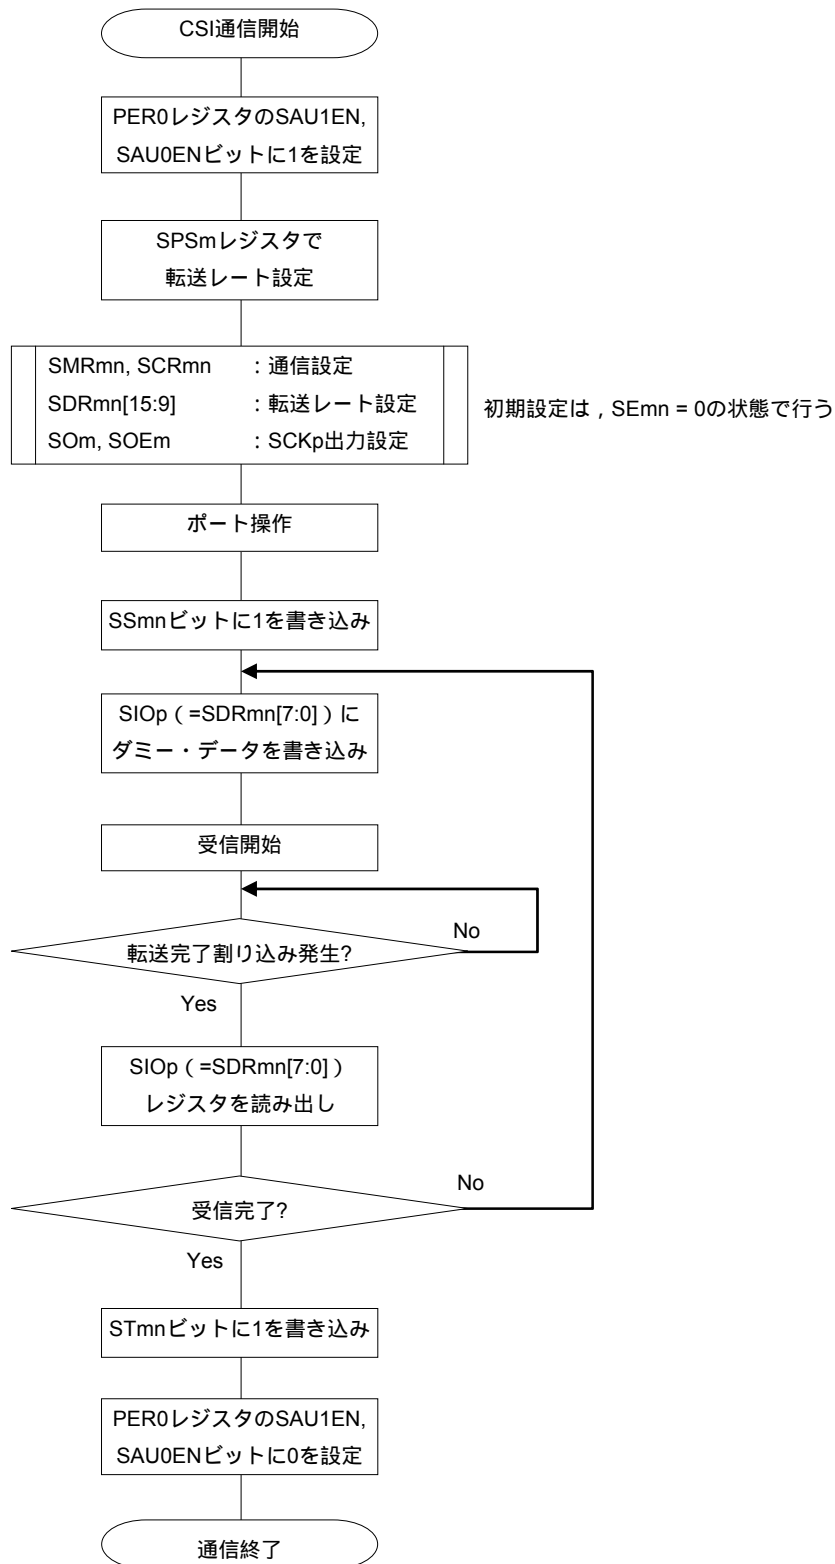 CSI通信開始
PER0レジスタのSAU1EN,
SAU0ENビットに1を設定
SPSmレジスタで
転送レート設定
SMRmn, SCRmn ：通信設定
SDRmn[15:9] ：転送レート設定
SOm, SOEm ：SCKp出力設定
初期設定は，SEmn = 0の状態で行う
ポート操作
SSmnビットに1を書き込み
SIOp（=SDRmn[7:0]）に
ダミー・データを書き込み
受信開始
No
転送完了割り込み発生?
Yes
SIOp（=SDRmn[7:0]）
レジスタを読み出し
No
受信完了?
Yes
STmnビットに1を書き込み
PER0レジスタのSAU1EN,
SAU0ENビットに0を設定
通信終了